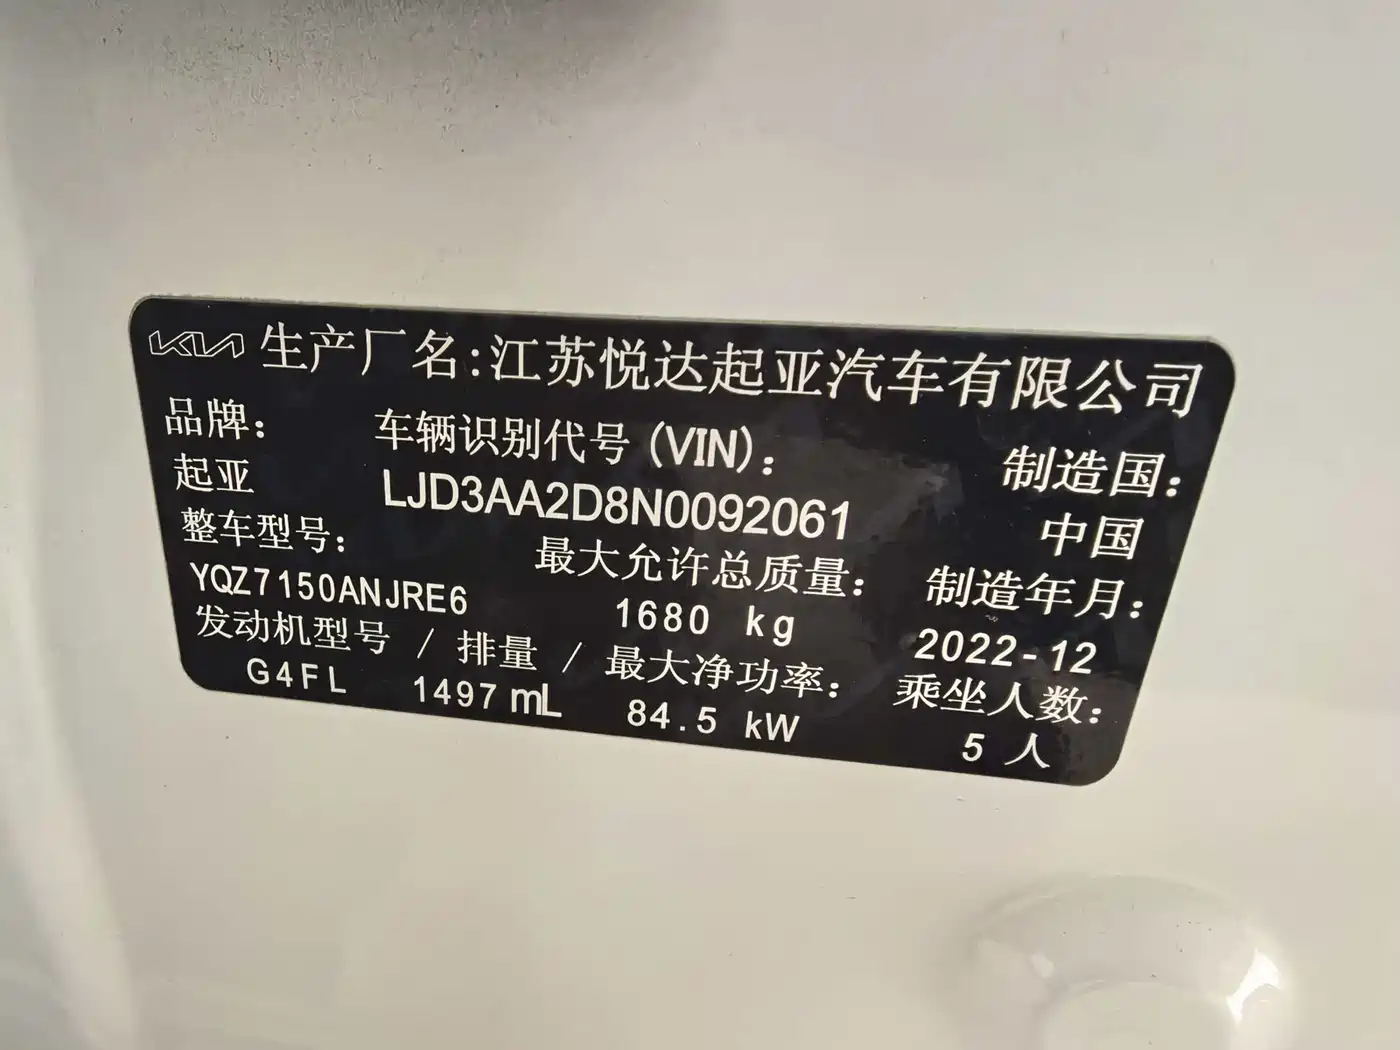 KIA 生产厂名:江苏悦达起亚汽车有限公司
品牌: 车辆识别代号(VIN): 制造国:
起亚 LJD3AA2D8N0092061 中国
整车型号: 最大允许总质量: 制造年月:
YQZ7150ANJRE6 1680 kg 2022-12
发动机型号 / 排量 / 最大净功率: 乘坐人数:
G4FL 1497 mL 84.5 kW 5 人